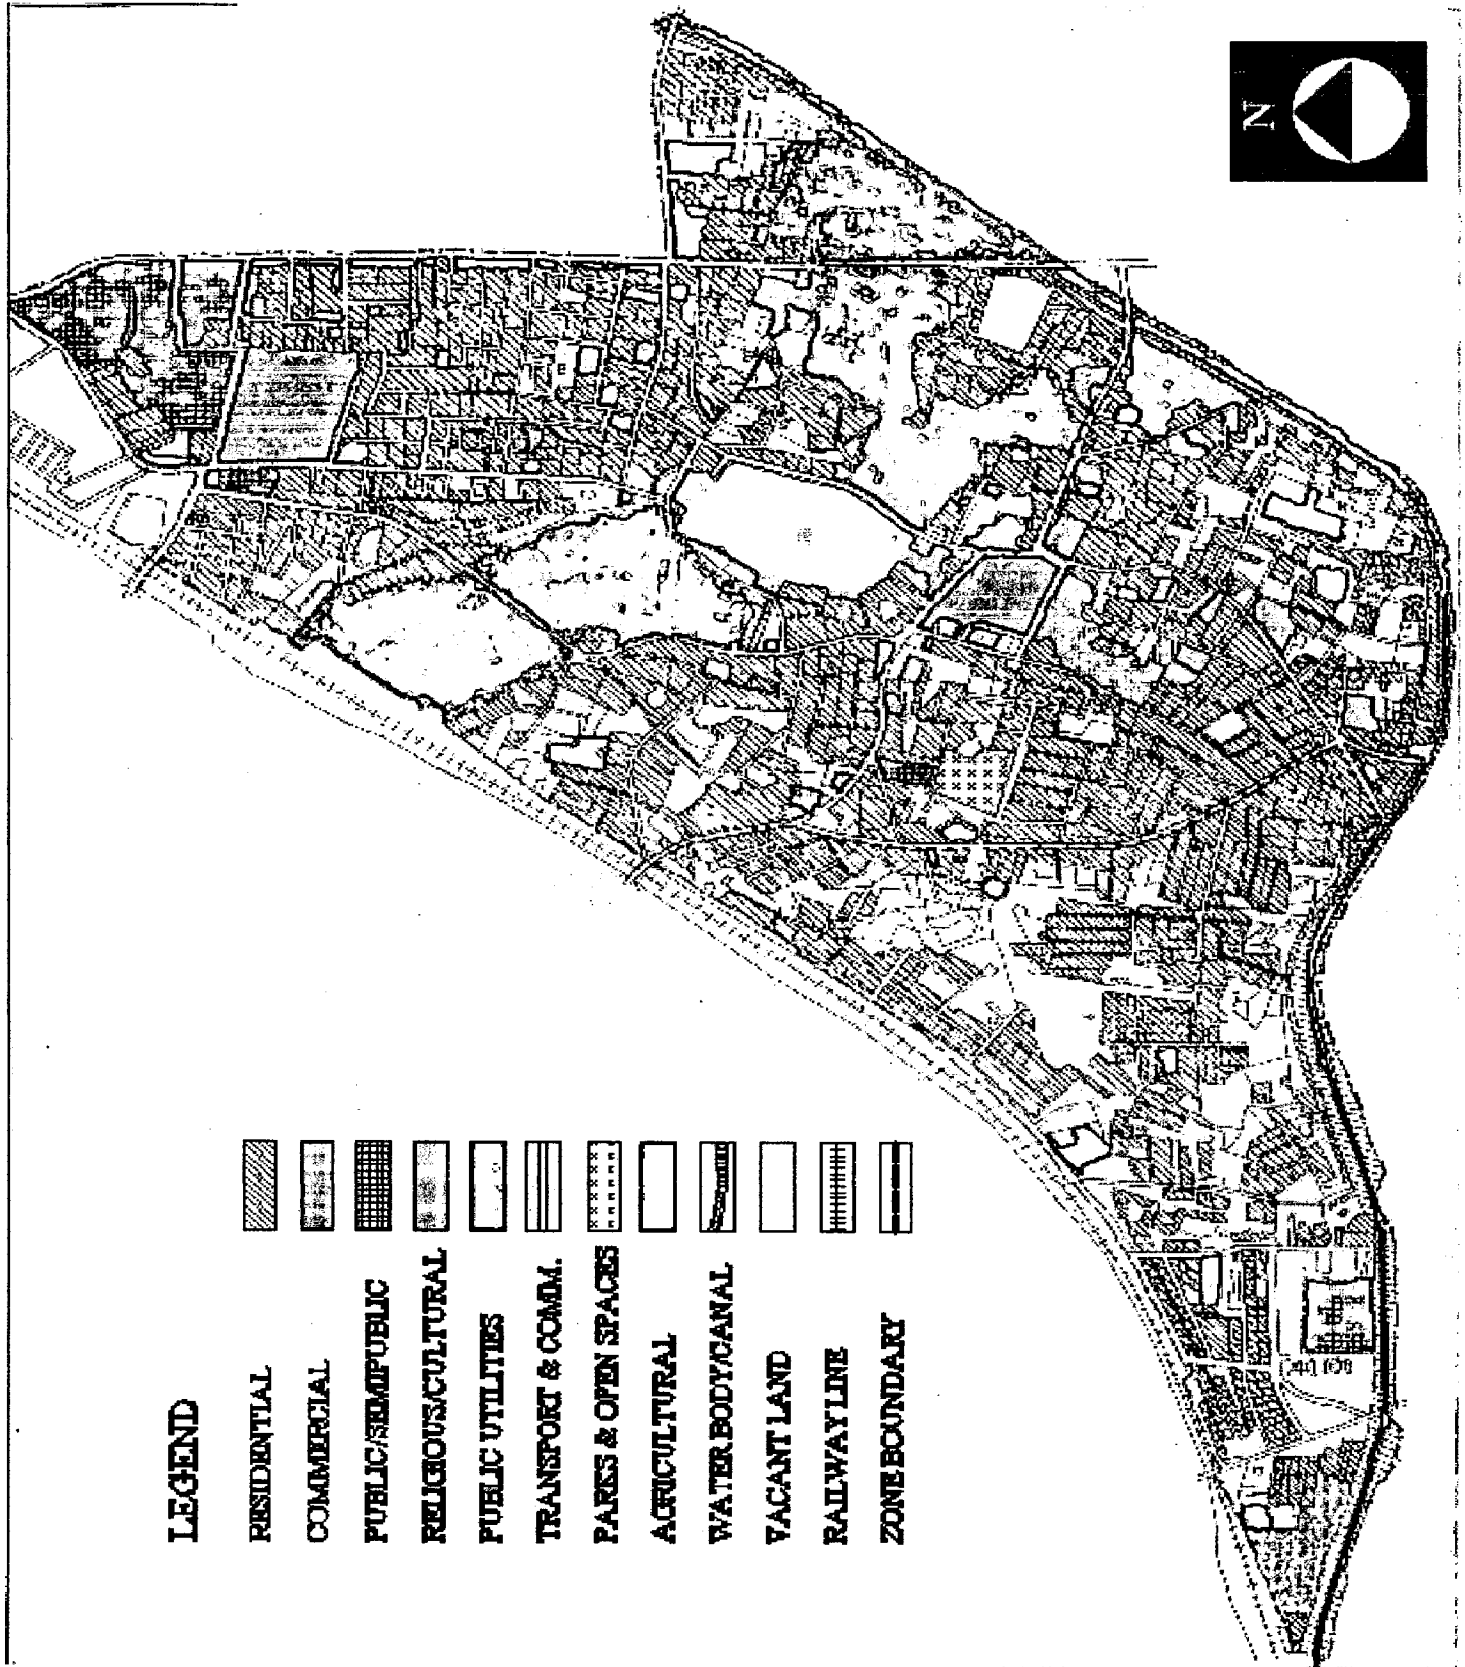 LEGEND
RESIDENTIAL
COMMERCIAL
PUBLIC/SEMIPUBLIC
RELIGIOUS/CULTURAL
PUBLIC UTILITIES
TRANSPORT & COMM.
PARKS & OPEN SPACES
AGRICULTURAL
WATER BODY/CANAL
VACANT LAND
RAILWAY LINE
ZONE BOUNDARY
N